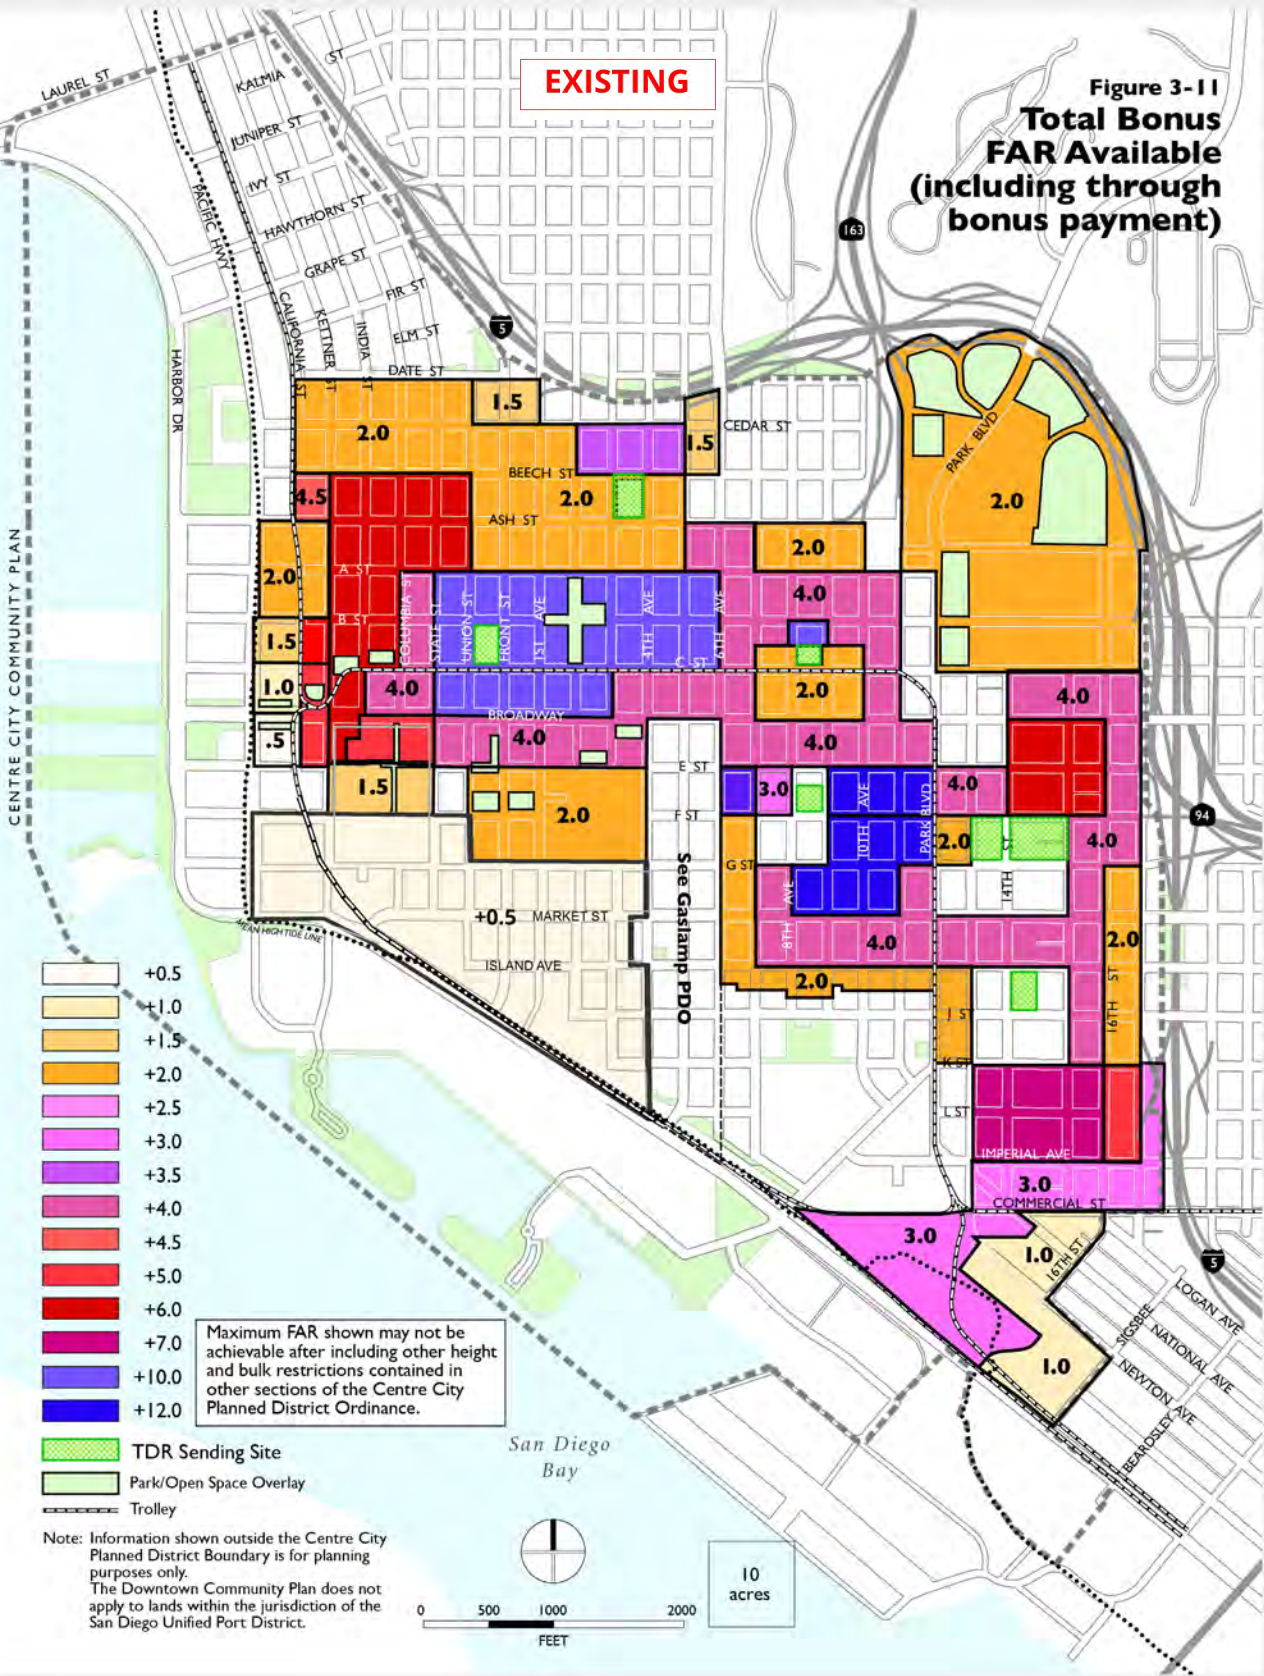 EXISTING
Figure 3-11
Total Bonus
FAR Available
(including through
bonus payment)
LAUREL ST
KALMIA
ST
JUNIPER ST
IVY ST
HAWTHORN ST
GRAPE ST
FIR ST
ELM ST
DATE ST
PACIFIC HWY
CALIFORNIA ST
KETTNER ST
INDIA ST
HARBOR DR
163
5
1.5
2.0
1.5
CEDAR ST
PARK BLVD
BEECH ST
4.5
2.0
2.0
ASH ST
2.0
A ST
2.0
4.0
COLUMBIA ST
STATE ST
UNION ST
FRONT ST
1ST AVE
4TH AVE
6TH AVE
B ST
1.5
C ST
1.0
4.0
2.0
4.0
BROADWAY
.5
4.0
4.0
E ST
1.5
3.0
10TH AVE
PARK BLVD
4.0
2.0
F ST
94
2.0
14TH ST
4.0
G ST
See Gaslamp PDO
8TH AVE
+0.5
MARKET ST
4.0
2.0
MEAN HIGH TIDE LINE
ISLAND AVE
2.0
J ST
16TH ST
K ST
L ST
IMPERIAL AVE
3.0
COMMERCIAL ST
3.0
1.0
16TH ST
5
LOGAN AVE
SIGSBEE
NATIONAL AVE
1.0
NEWTON AVE
BEARDSLEY
CENTRE CITY COMMUNITY PLAN
+0.5
+1.0
+1.5
+2.0
+2.5
+3.0
+3.5
+4.0
+4.5
+5.0
+6.0
+7.0
+10.0
+12.0
TDR Sending Site
Park/Open Space Overlay
Trolley
Maximum FAR shown may not be
achievable after including other height
and bulk restrictions contained in
other sections of the Centre City
Planned District Ordinance.
San Diego
Bay
Note: Information shown outside the Centre City
Planned District Boundary is for planning
purposes only.
The Downtown Community Plan does not
apply to lands within the jurisdiction of the
San Diego Unified Port District.
0 500 1000 2000
FEET
10
acres